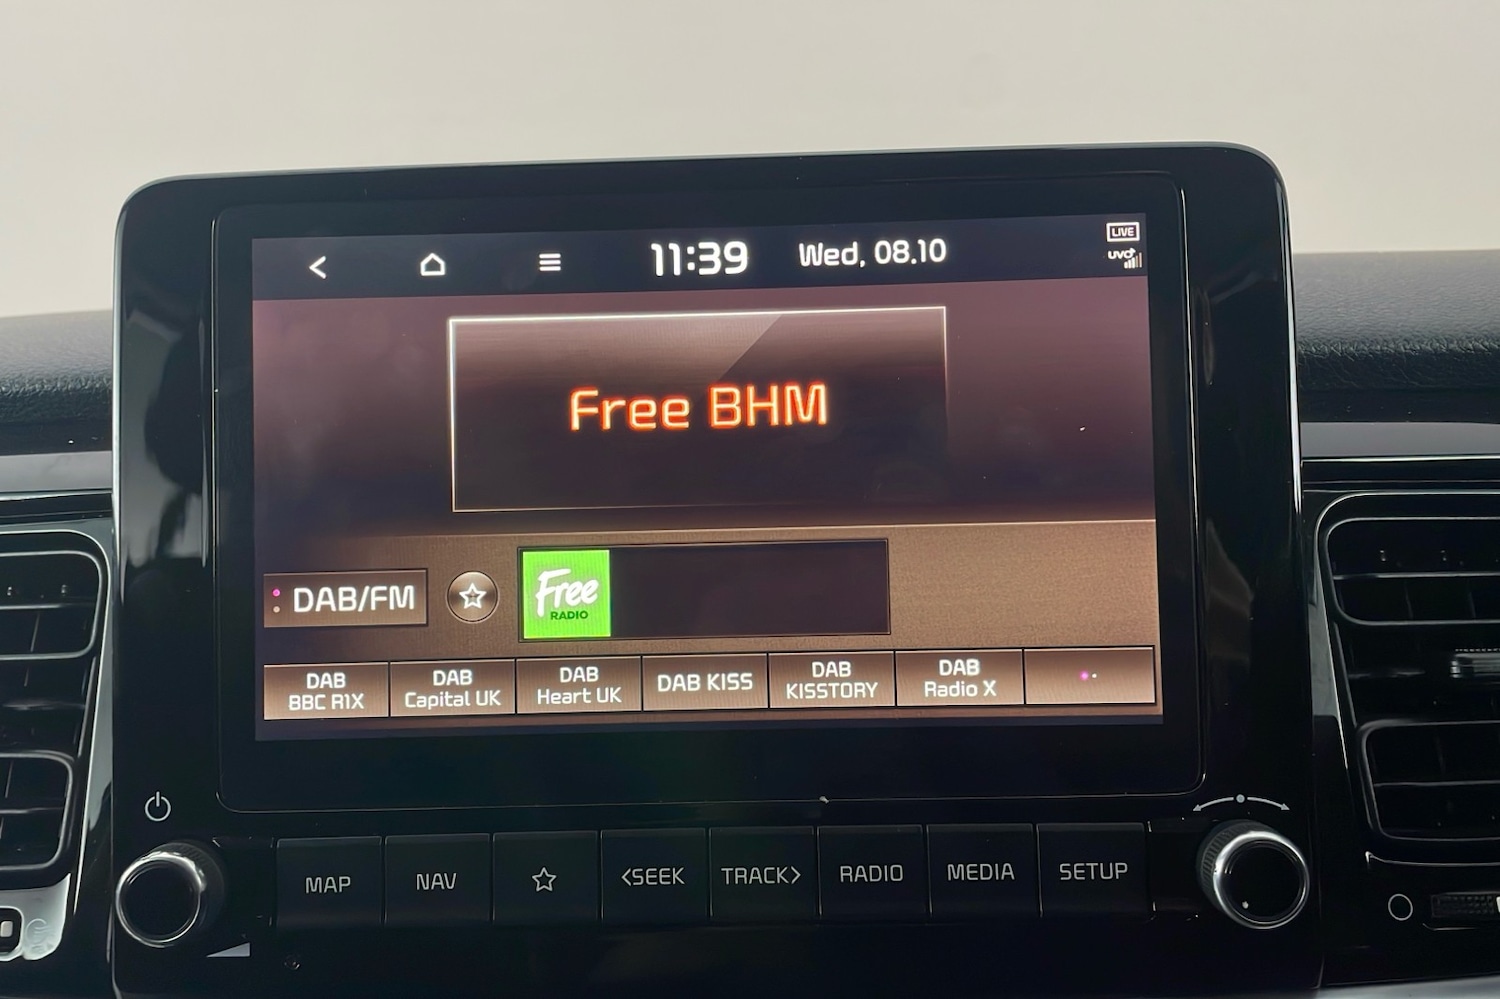 11:39 Wed, 08.10 LIVE
UVO
Free BHM
DAB/FM
Free
RADIO
DAB
BBC R1X
DAB
Capital UK
DAB
Heart UK
DAB KISS
DAB
KISSTORY
DAB
Radio X
MAP NAV <SEEK TRACK> RADIO MEDIA SETUP